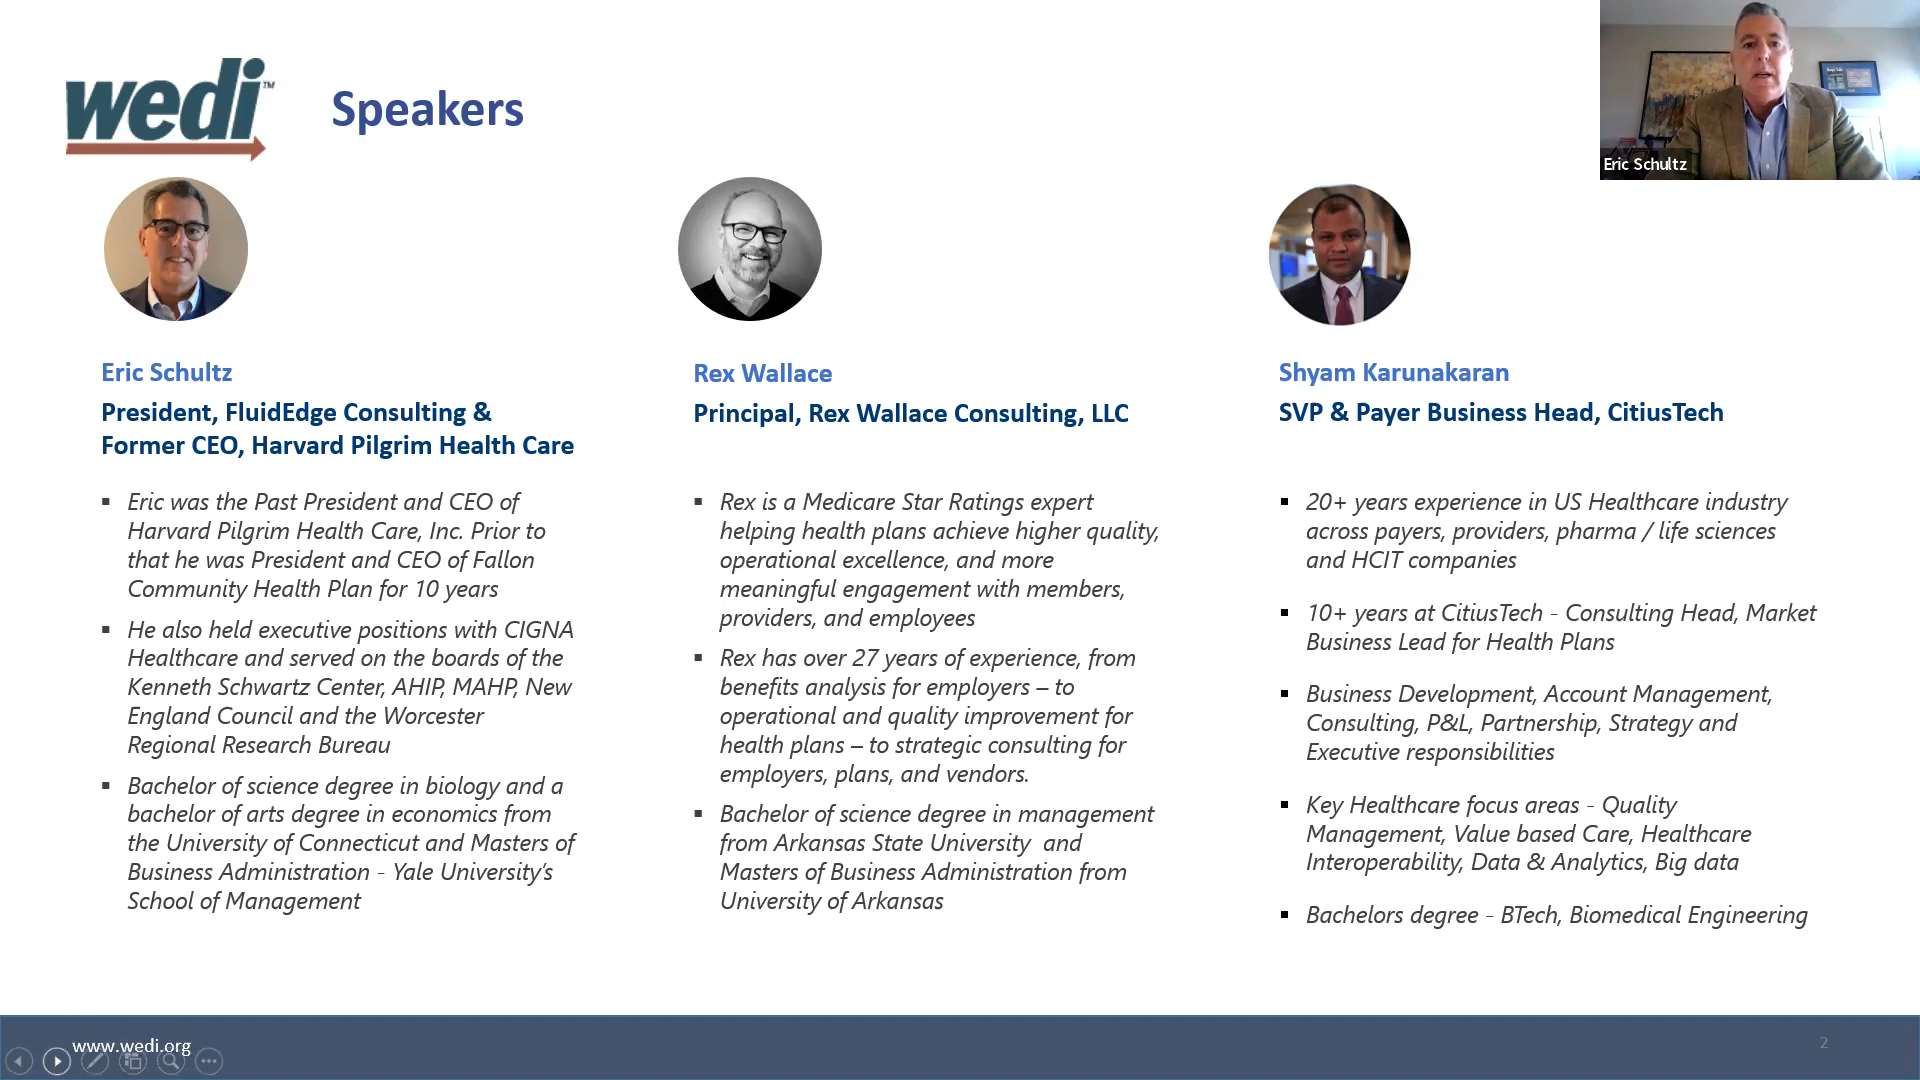 wedi™
Speakers
Eric Schultz
Eric Schultz
President, FluidEdge Consulting &
Former CEO, Harvard Pilgrim Health Care
▪ Eric was the Past President and CEO of
Harvard Pilgrim Health Care, Inc. Prior to
that he was President and CEO of Fallon
Community Health Plan for 10 years
▪ He also held executive positions with CIGNA
Healthcare and served on the boards of the
Kenneth Schwartz Center, AHIP, MAHP, New
England Council and the Worcester
Regional Research Bureau
▪ Bachelor of science degree in biology and a
bachelor of arts degree in economics from
the University of Connecticut and Masters of
Business Administration - Yale University’s
School of Management
Rex Wallace
Principal, Rex Wallace Consulting, LLC
▪ Rex is a Medicare Star Ratings expert
helping health plans achieve higher quality,
operational excellence, and more
meaningful engagement with members,
providers, and employees
▪ Rex has over 27 years of experience, from
benefits analysis for employers – to
operational and quality improvement for
health plans – to strategic consulting for
employers, plans, and vendors.
▪ Bachelor of science degree in management
from Arkansas State University and
Masters of Business Administration from
University of Arkansas
Shyam Karunakaran
SVP & Payer Business Head, CitiusTech
▪ 20+ years experience in US Healthcare industry
across payers, providers, pharma / life sciences
and HCIT companies
▪ 10+ years at CitiusTech - Consulting Head, Market
Business Lead for Health Plans
▪ Business Development, Account Management,
Consulting, P&L, Partnership, Strategy and
Executive responsibilities
▪ Key Healthcare focus areas - Quality
Management, Value based Care, Healthcare
Interoperability, Data & Analytics, Big data
▪ Bachelors degree - BTech, Biomedical Engineering
www.wedi.org
2